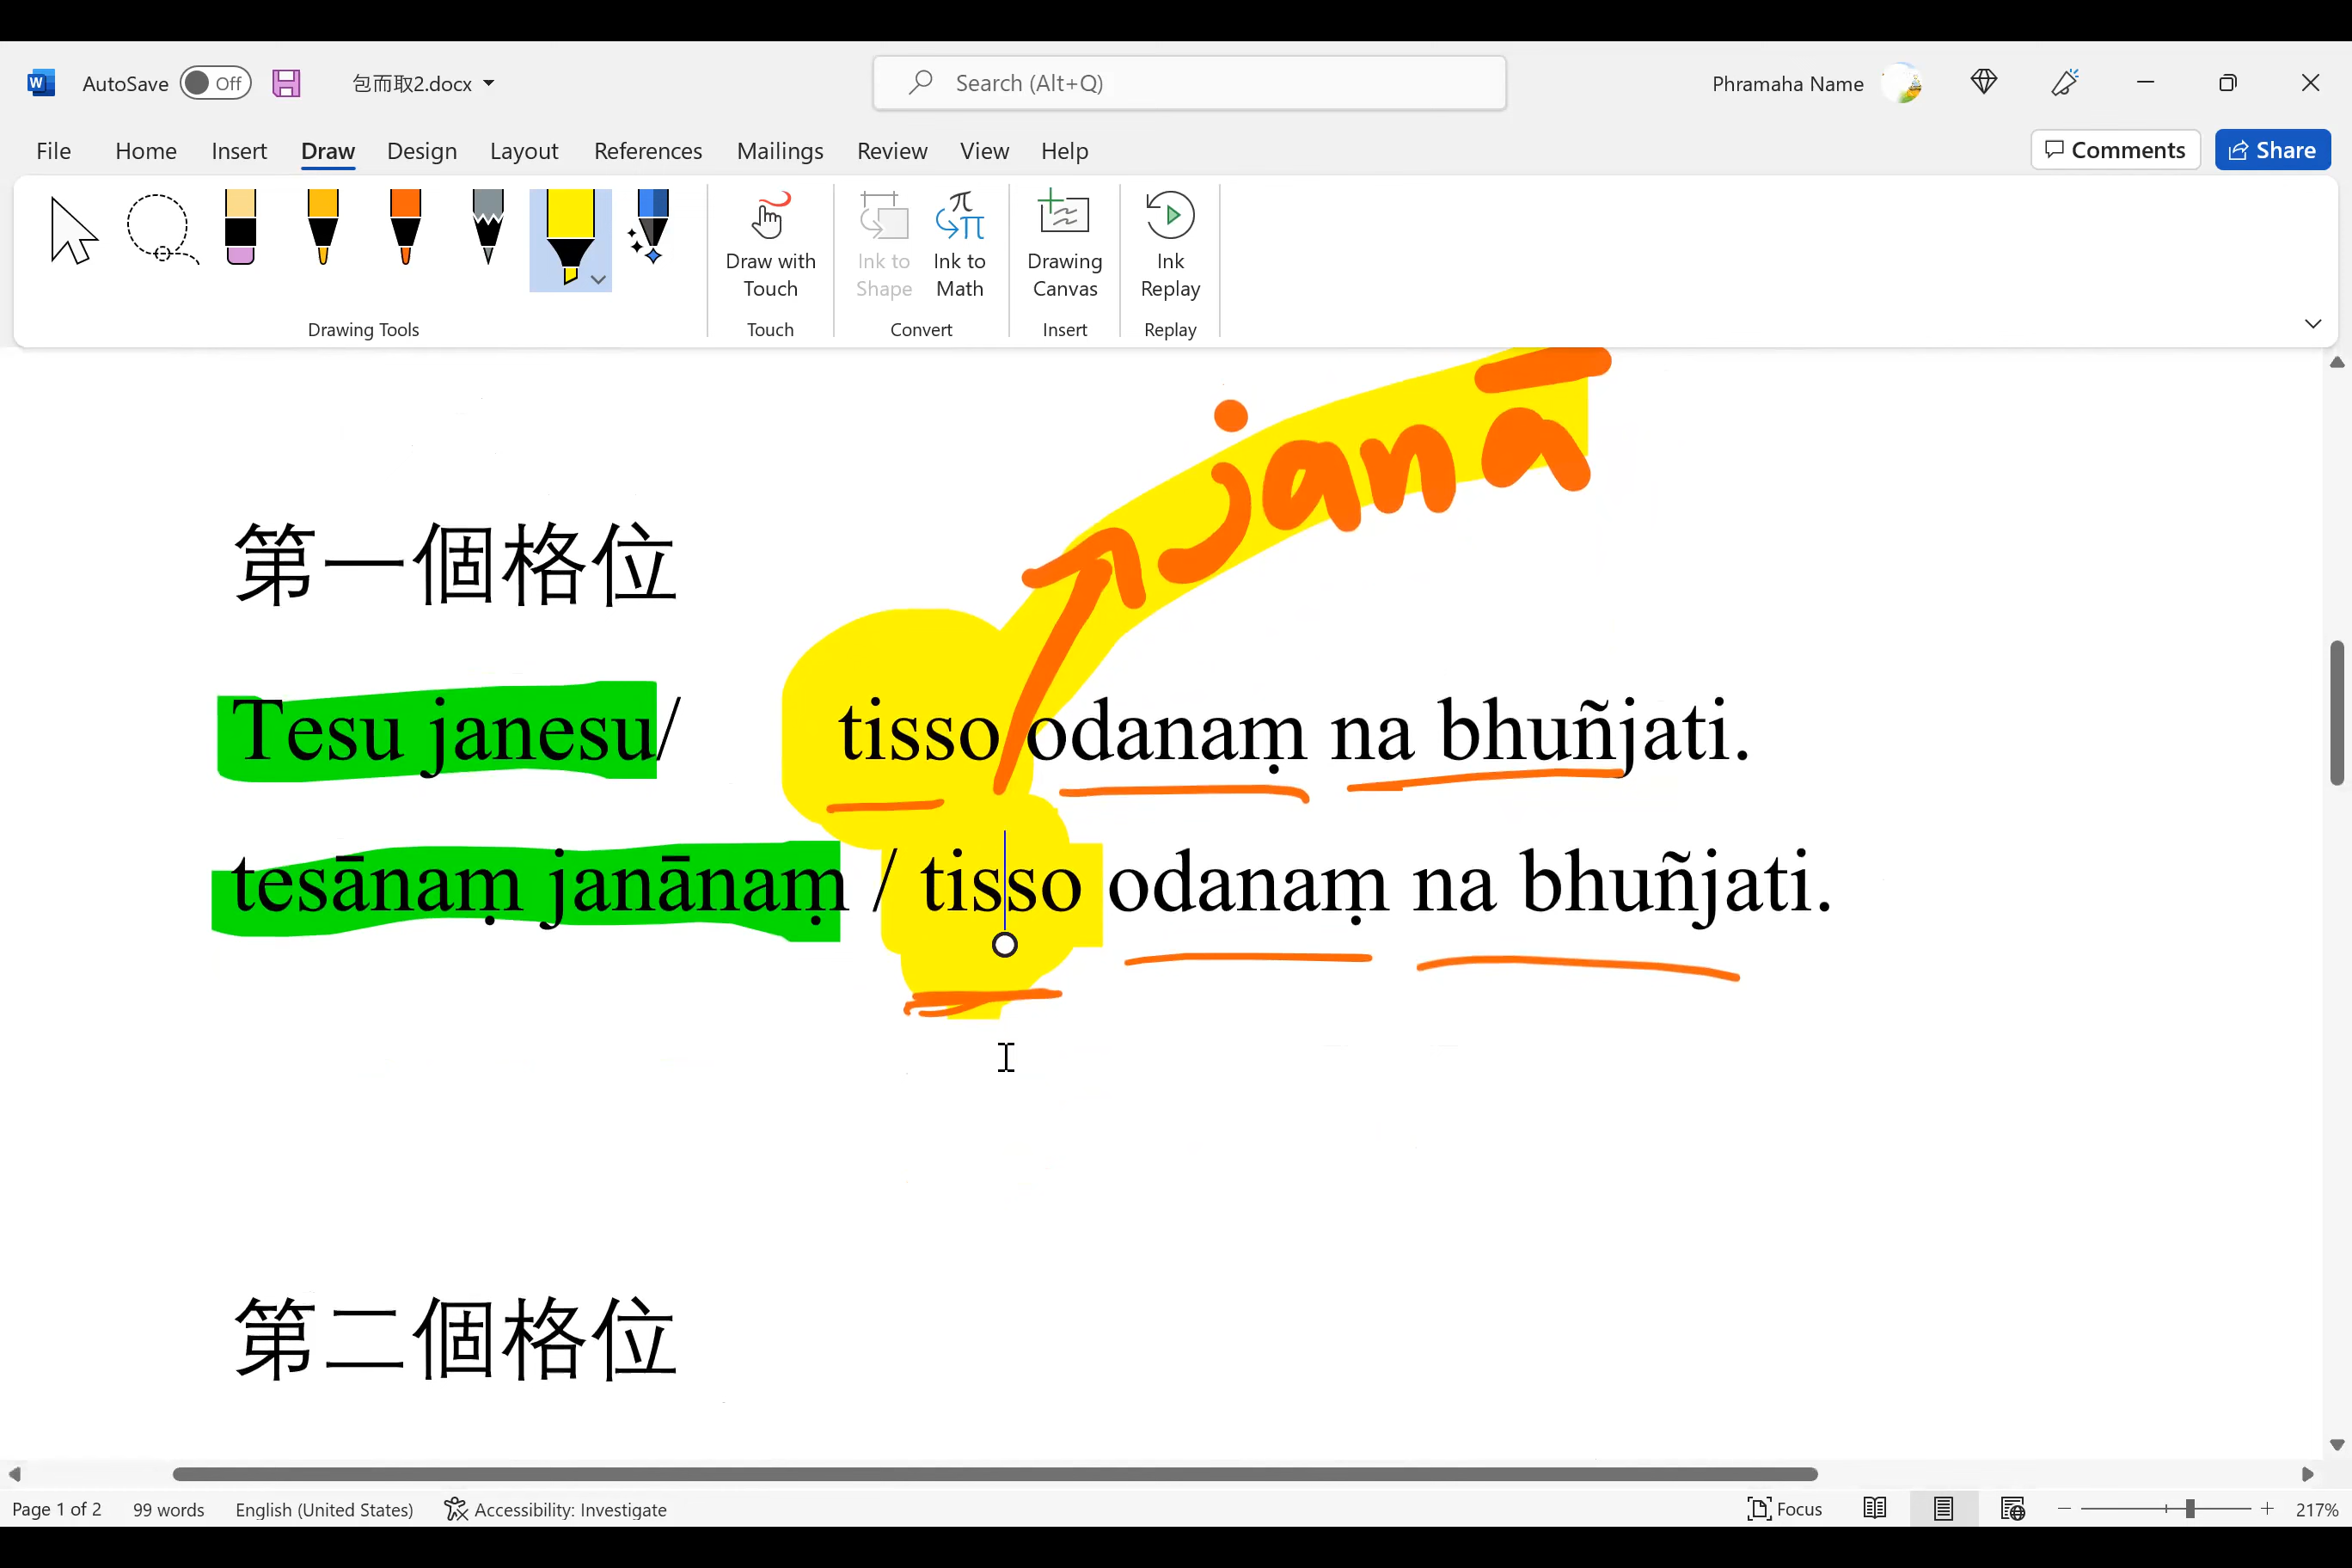 AutoSave Off 包而取2.docx Search (Alt+Q) Phramaha Name
File Home Insert Draw Design Layout References Mailings Review View Help Comments Share
Draw with Touch
Ink to Shape
Ink to Math
Drawing Canvas
Ink Replay
Drawing Tools Touch Convert Insert Replay
janā
第一個格位
Tesu janesu/ tisso odanaṃ na bhuñjati.
tesānaṃ janānaṃ / tisso odanaṃ na bhuñjati.
第二個格位
Page 1 of 2 99 words English (United States) Accessibility: Investigate Focus 217%